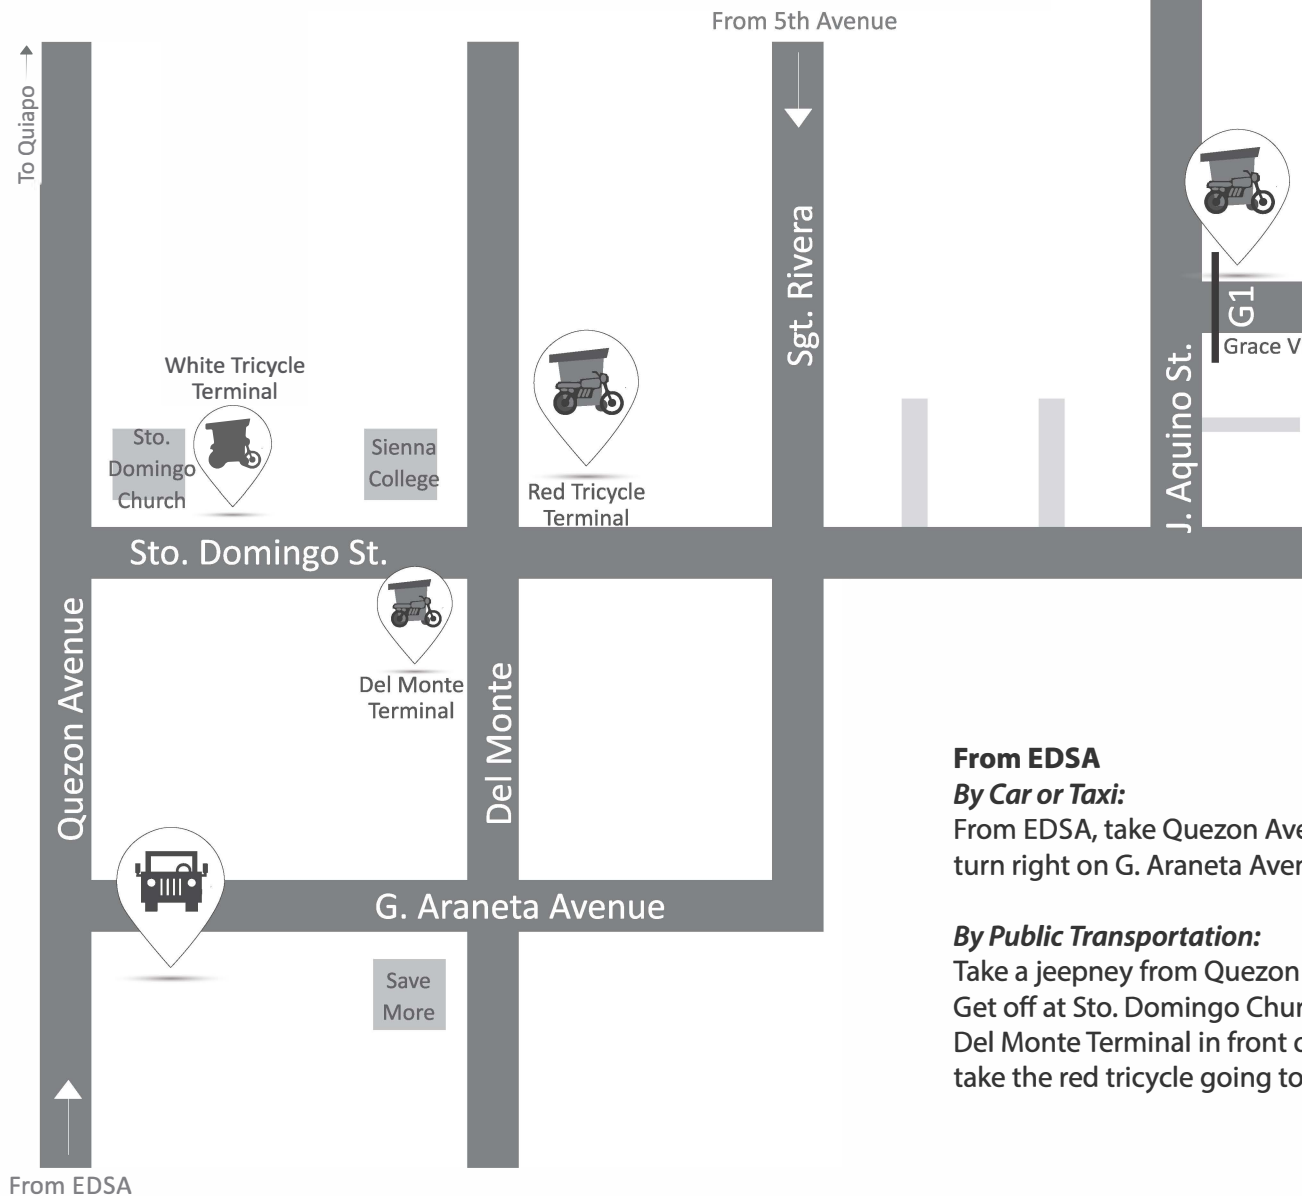 From 5th Avenue
To Quiapo
Sgt. Rivera
G1
Grace V
J. Aquino St.
White Tricycle
Terminal
Sto.
Domingo
Church
Sienna
College
Red Tricycle
Terminal
Sto. Domingo St.
Quezon Avenue
Del Monte
Terminal
Del Monte
G. Araneta Avenue
Save
More
From EDSA
From EDSA
By Car or Taxi:
From EDSA, take Quezon Ave
turn right on G. Araneta Aven
By Public Transportation:
Take a jeepney from Quezon
Get off at Sto. Domingo Chur
Del Monte Terminal in front o
take the red tricycle going to